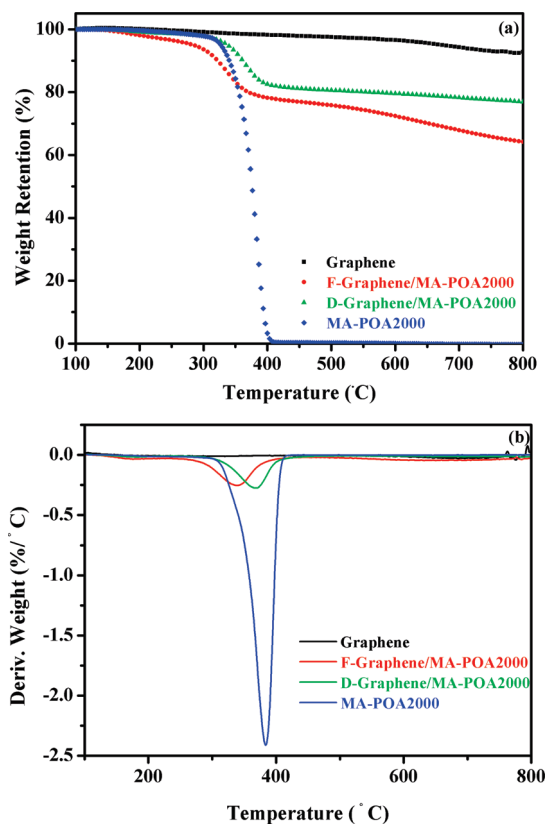 (a)
Weight Retention (%)
100
80
60
40
20
0
Graphene
F-Graphene/MA-POA2000
D-Graphene/MA-POA2000
MA-POA2000
100 200 300 400 500 600 700 800
Temperature (°C)
(b)
Deriv. Weight (%/°C)
0.0
-0.5
-1.0
-1.5
-2.0
-2.5
Graphene
F-Graphene/MA-POA2000
D-Graphene/MA-POA2000
MA-POA2000
200 400 600 800
Temperature (°C)